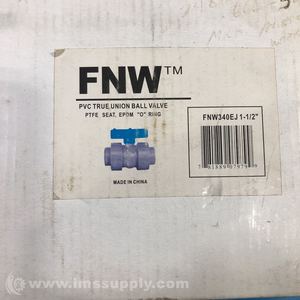 FNW™
PVC TRUE UNION BALL VALVE
PTFE SEAT, EPDM "O" RING
MADE IN CHINA
FNW340EJ 1-1/2"
© www.imssupply.com